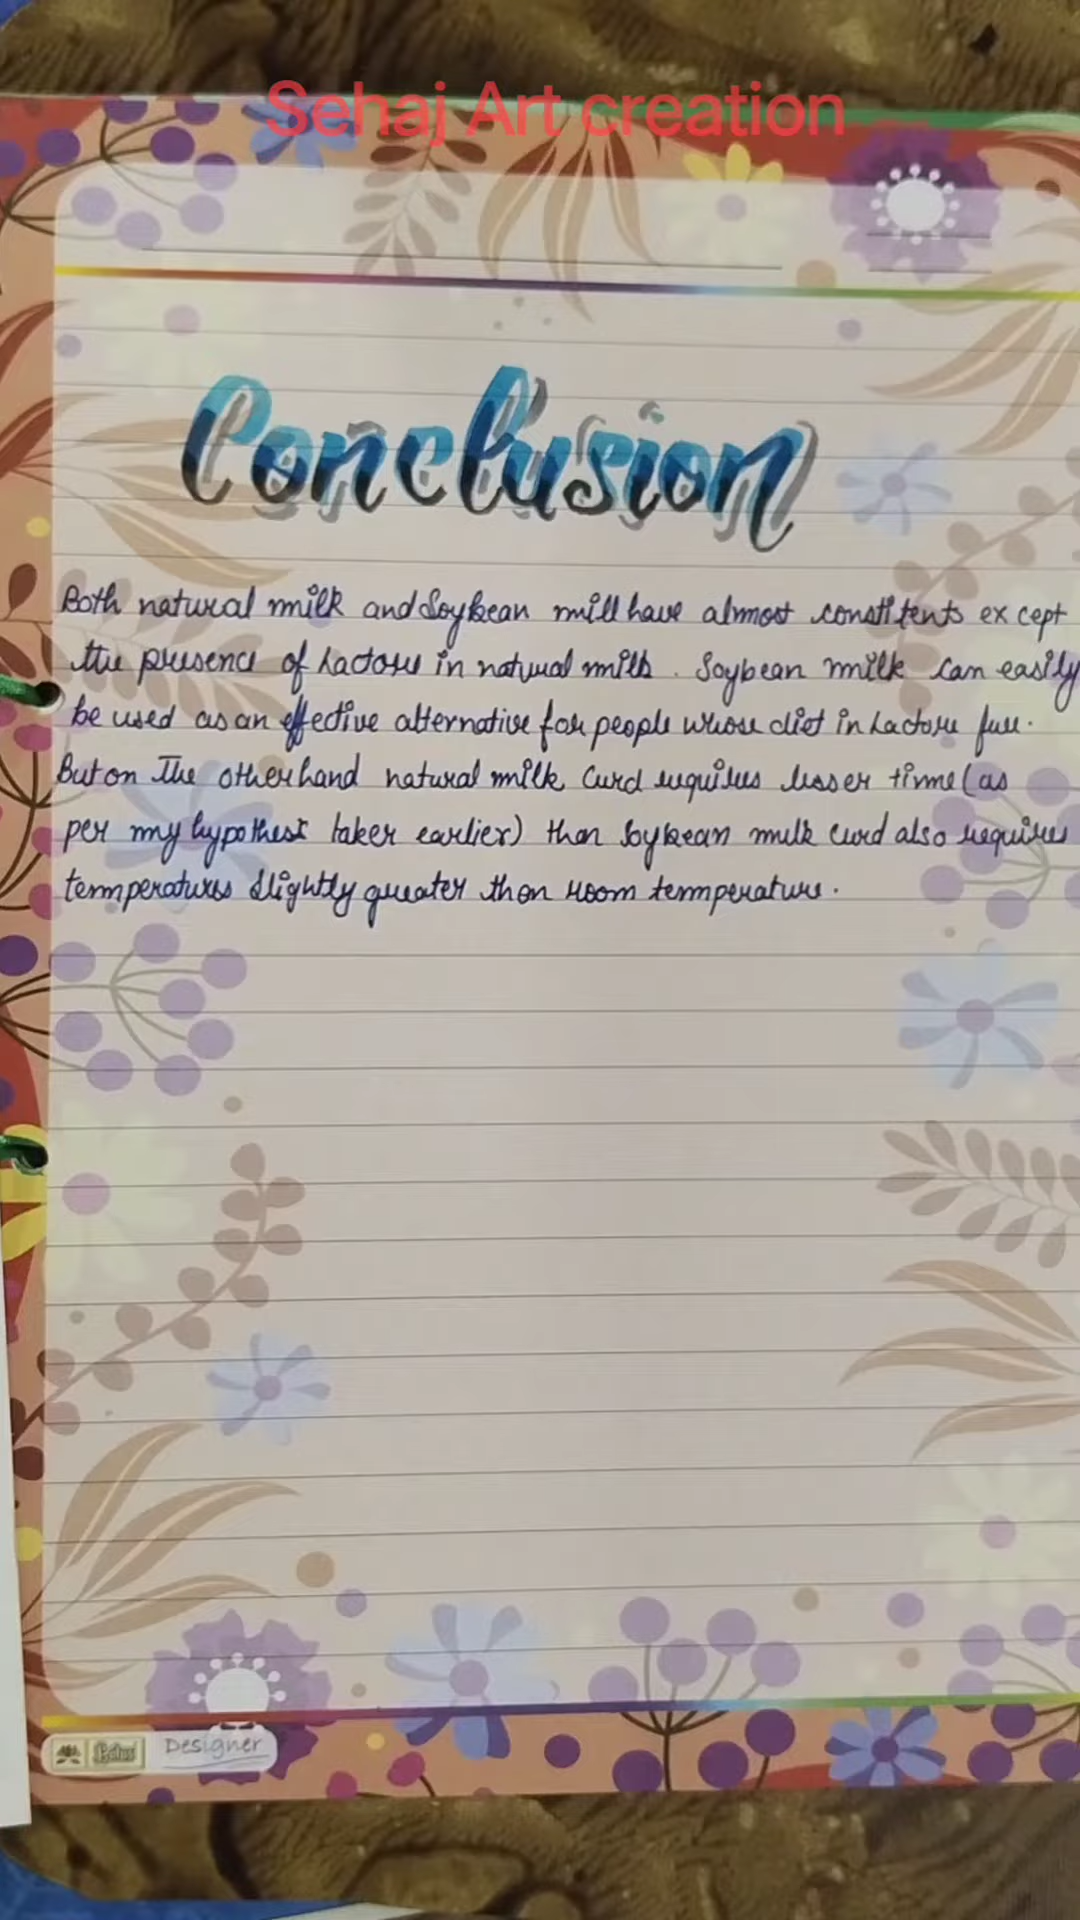 Sehaj Art creation
Conclusion
Both natural milk and Soybean mill have almost constitents ex cept
the presence of Lactose in natural milk. Soybean milk can easily
be used as an effective alternative for people whose diet in Lactose free.
But on The otherhand natural milk Curd requires lesser time (as
per my hypothesis taker earlier) than Soybean milk curd also requires
temperatures slightly greater than room temperature.
Designer